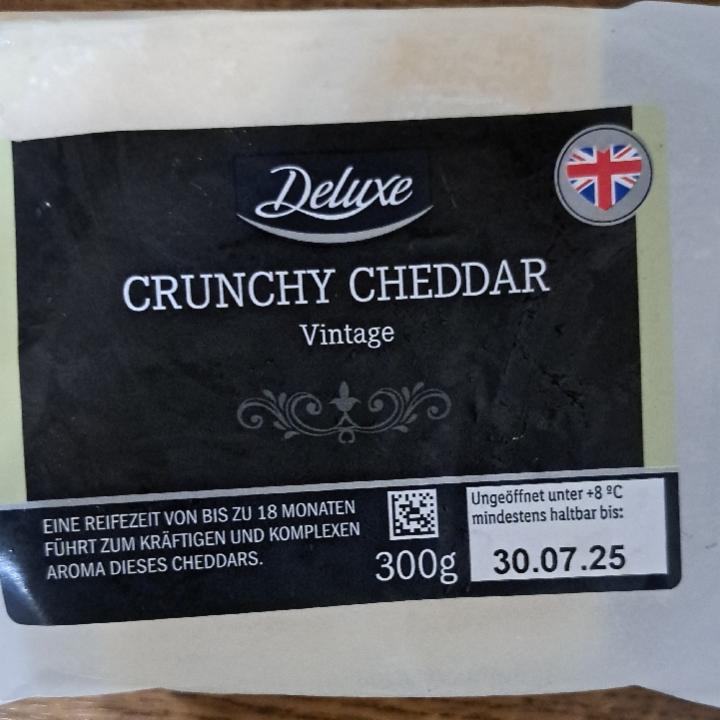 Deluxe
CRUNCHY CHEDDAR
Vintage
EINE REIFEZEIT VON BIS ZU 18 MONATEN
FÜHRT ZUM KRÄFTIGEN UND KOMPLEXEN
AROMA DIESES CHEDDARS.
300g
Ungeöffnet unter +8 ºC
mindestens haltbar bis:
30.07.25